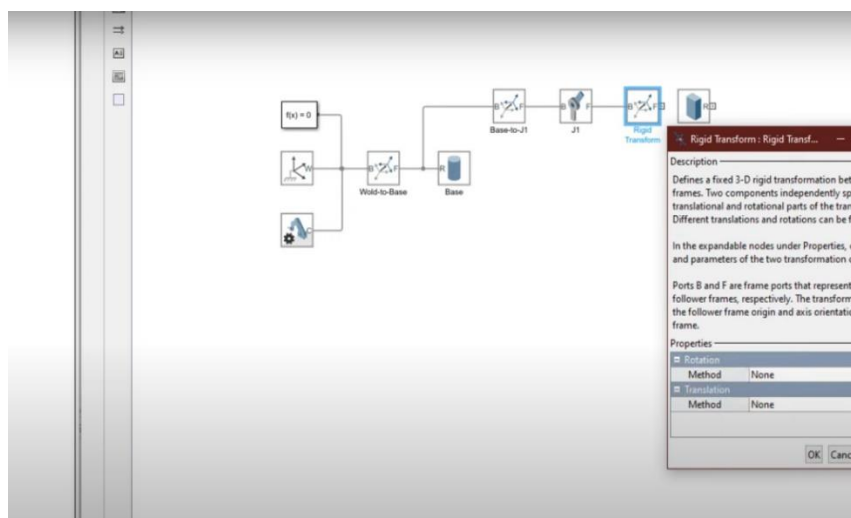 f(x) = 0
W
C
B
F
Wold-to-Base
R
Base
B
F
Base-to-J1
B
F
J1
B
F
Rigid
Transform
R
Rigid Transform : Rigid Transf...
Description
Defines a fixed 3-D rigid transformation bet
frames. Two components independently sp
translational and rotational parts of the tran
Different translations and rotations can be f
In the expandable nodes under Properties,
and parameters of the two transformation c
Ports B and F are frame ports that represent
follower frames, respectively. The transform
the follower frame origin and axis orientatio
frame.
Properties
Rotation
Method None
Translation
Method None
OK Canc